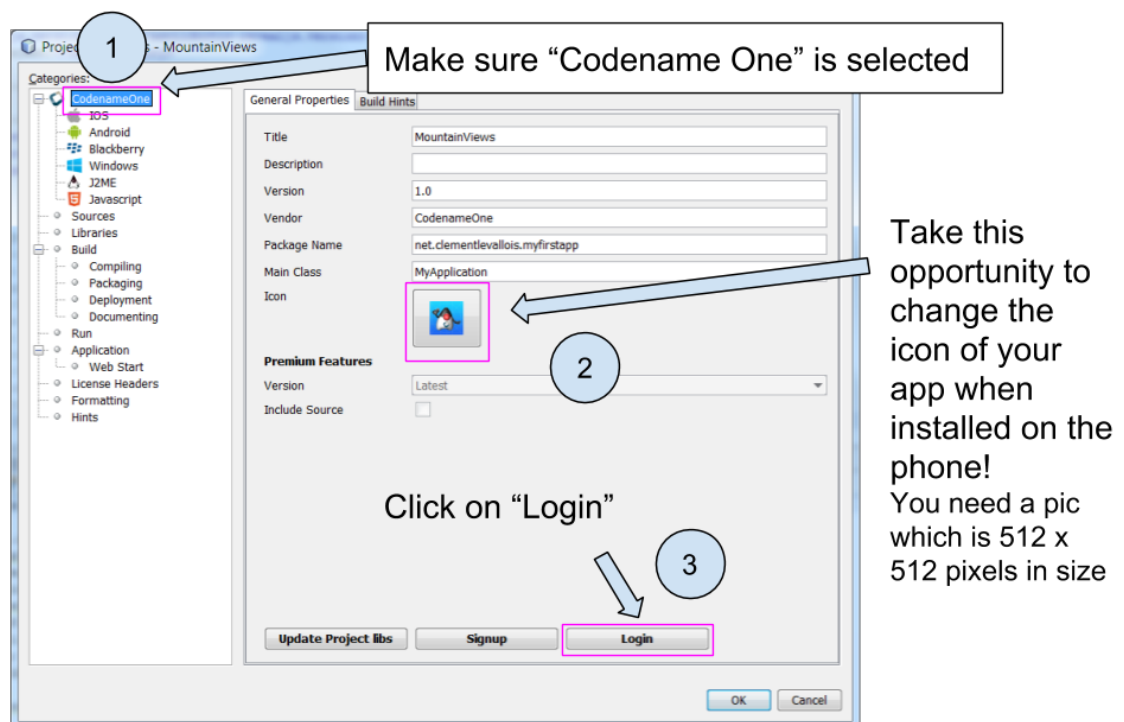 1
Make sure “Codename One” is selected
- MountainViews
Categories:
CodenameOne
IOS
Android
Blackberry
Windows
J2ME
Javascript
Sources
Libraries
Build
Compiling
Packaging
Deployment
Documenting
Run
Application
Web Start
License Headers
Formatting
Hints
General Properties Build Hints
Title MountainViews
Description
Version 1.0
Vendor CodenameOne
Package Name net.clementlevallois.myfirstapp
Main Class MyApplication
Icon
2
Premium Features
Version Latest
Include Source
Take this
opportunity to
change the
icon of your
app when
installed on the
phone!
You need a pic
which is 512 x
512 pixels in size
Click on “Login”
3
Update Project libs Signup Login
OK Cancel